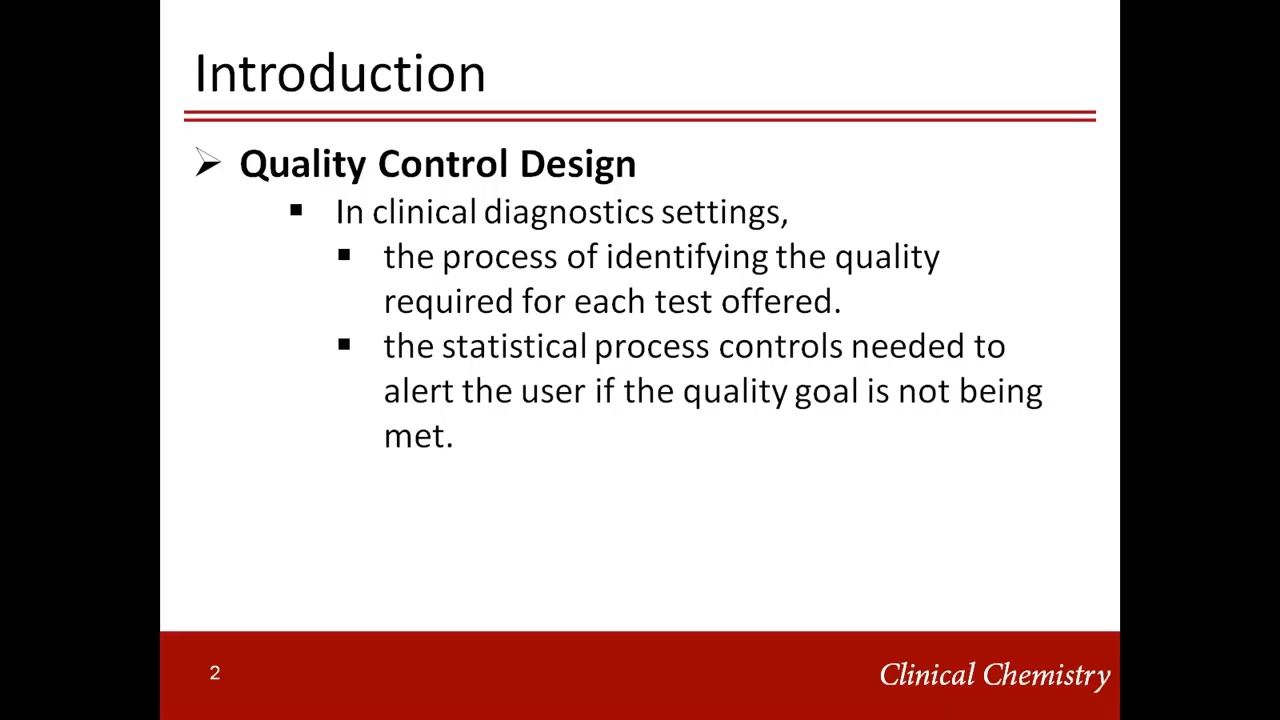 Introduction
Quality Control Design
In clinical diagnostics settings,
the process of identifying the quality
required for each test offered.
the statistical process controls needed to
alert the user if the quality goal is not being
met.
2
Clinical Chemistry